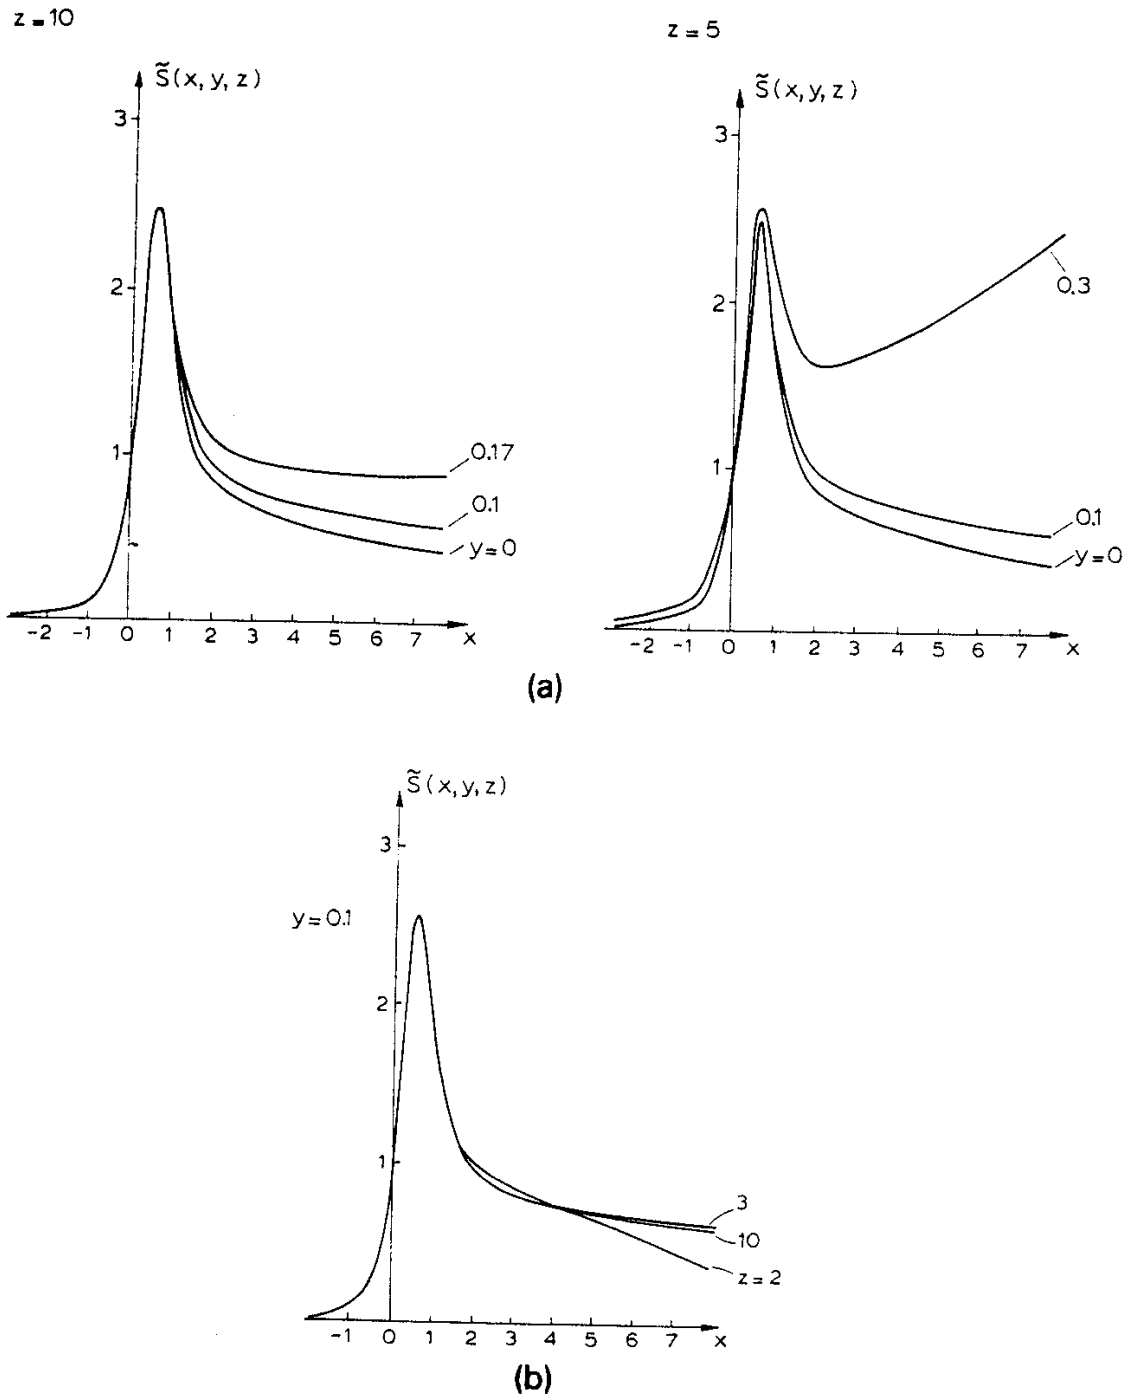 z = 10
S̃(x, y, z)
3
2
1
0.17
0.1
y=0
-2 -1 0 1 2 3 4 5 6 7 x
z = 5
S̃(x, y, z)
3
2
1
0.3
0.1
y=0
-2 -1 0 1 2 3 4 5 6 7 x
(a)
S̃(x, y, z)
y=0.1
3
2
1
3
10
z=2
-1 0 1 2 3 4 5 6 7 x
(b)